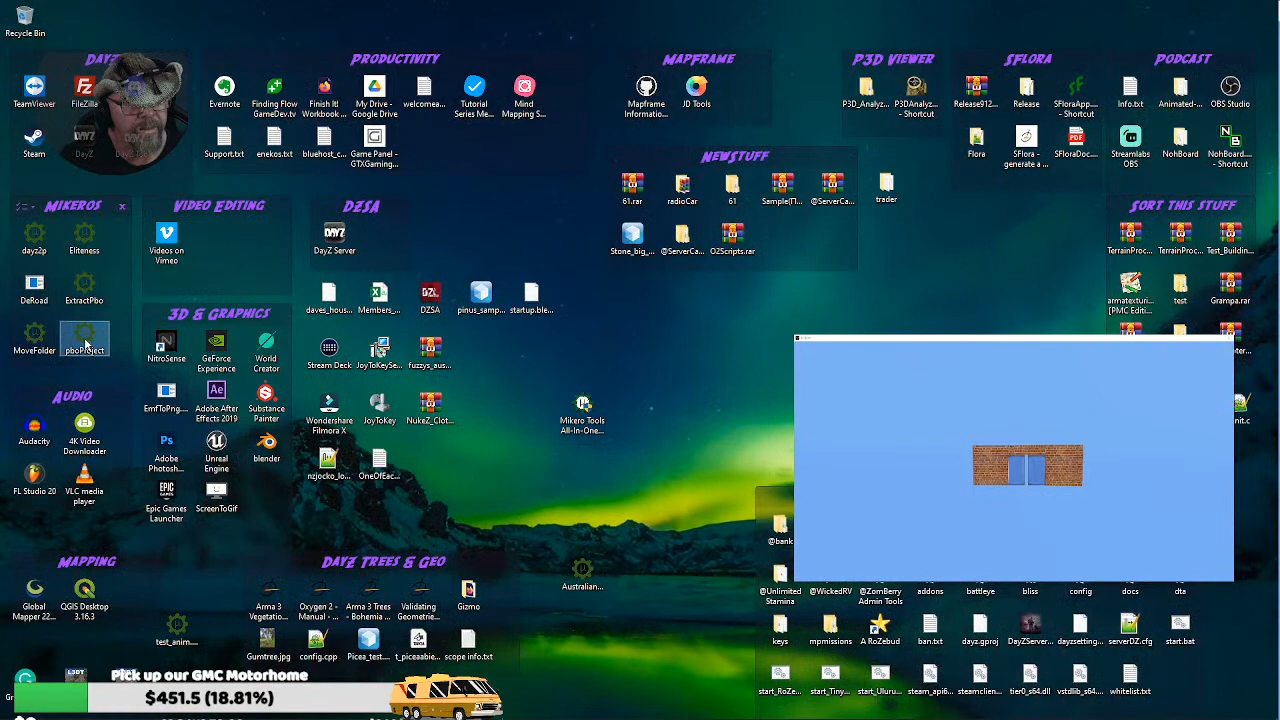 Recycle Bin
DayZ
TeamViewer
FileZilla
Steam
DayZ
Productivity
Evernote
Finding Flow GameDev.tv
Finish It! Workbook ...
My Drive - Google Drive
welcomea...
Tutorial Series Me...
Mind Mapping S...
Support.txt
enekos.txt
bluehost_c...
Game Panel - GTXGaming...
MapFrame
Mapframe Informatio...
JD Tools
P3D Viewer
P3D_Analyz...
P3DAnalyz... - Shortcut
SFlora
Release912...
Release
SFloraApp... - Shortcut
Flora
SFlora - generate a ...
SFloraDoc....
Podcast
Info.txt
Animated-...
OBS Studio
Streamlabs OBS
NohBoard
NohBoard.... - Shortcut
NewStuff
61.rar
radioCar
61
Sample(П...
@ServerCa...
Stone_big_...
@ServerCa...
O2Scripts.rar
trader
Sort this stuff
TerrainProc...
TerrainProc...
Test_Buildin...
armatexturi... [PMC Editi...
test
Grampa.rar
Mikeros
dayz2p
Eliteness
DeRoad
ExtractPbo
MoveFolder
pboProject
Video Editing
Videos on Vimeo
DZSA
DayZ Server
daves_hous...
Members_...
DZSA
pinus_samp...
startup.ble...
Stream Deck
JoyToKeySe...
fuzzys_aus...
Wondershare Filmora X
JoyToKey
NukeZ_Clot...
nzjocko_lo...
OneOfEac...
3D & Graphics
NitroSense
GeForce Experience
World Creator
EmfToPng....
Adobe After Effects 2019
Substance Painter
Adobe Photosh...
Unreal Engine
blender
Epic Games Launcher
ScreenToGif
Audio
Audacity
4K Video Downloader
FL Studio 20
VLC media player
Mikero Tools All-In-One...
Australian...
Mapping
Global Mapper 22...
QGIS Desktop 3.16.3
test_anim....
DayZ Trees & Geo
Arma 3 Vegetatio...
Oxygen 2 - Manual - ...
Arma 3 Trees - Bohemia ...
Validating Geometrie...
Gizmo
Gumtree.jpg
config.cpp
Picea_test....
t_piceaabie...
scope info.txt
@bank
@Unlimited Stamina
@WickedRV
@ZomBerry Admin Tools
addons
battleye
bliss
config
docs
dta
keys
mpmissions
A RoZebud
ban.txt
dayz.gproj
DayZServer...
dayzsetting...
serverDZ.cfg
start.bat
start_RoZe...
start_Tiny...
start_Uluru...
steam_api6...
steamclien...
tier0_s64.dll
vstdlib_s64...
whitelist.txt
Pick up our GMC Motorhome
$451.5 (18.81%)